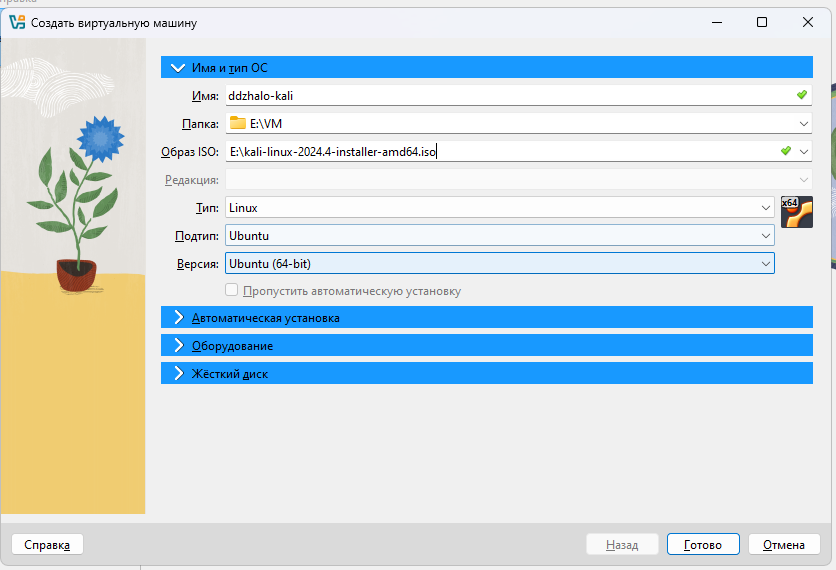 Создать виртуальную машину
Имя и тип ОС
Имя: ddzhalo-kali
Папка: E:\VM
Образ ISO: E:\kali-linux-2024.4-installer-amd64.iso
Редакция:
Тип: Linux
x64
Подтип: Ubuntu
Версия: Ubuntu (64-bit)
Пропустить автоматическую установку
Автоматическая установка
Оборудование
Жёсткий диск
Справка Назад Готово Отмена